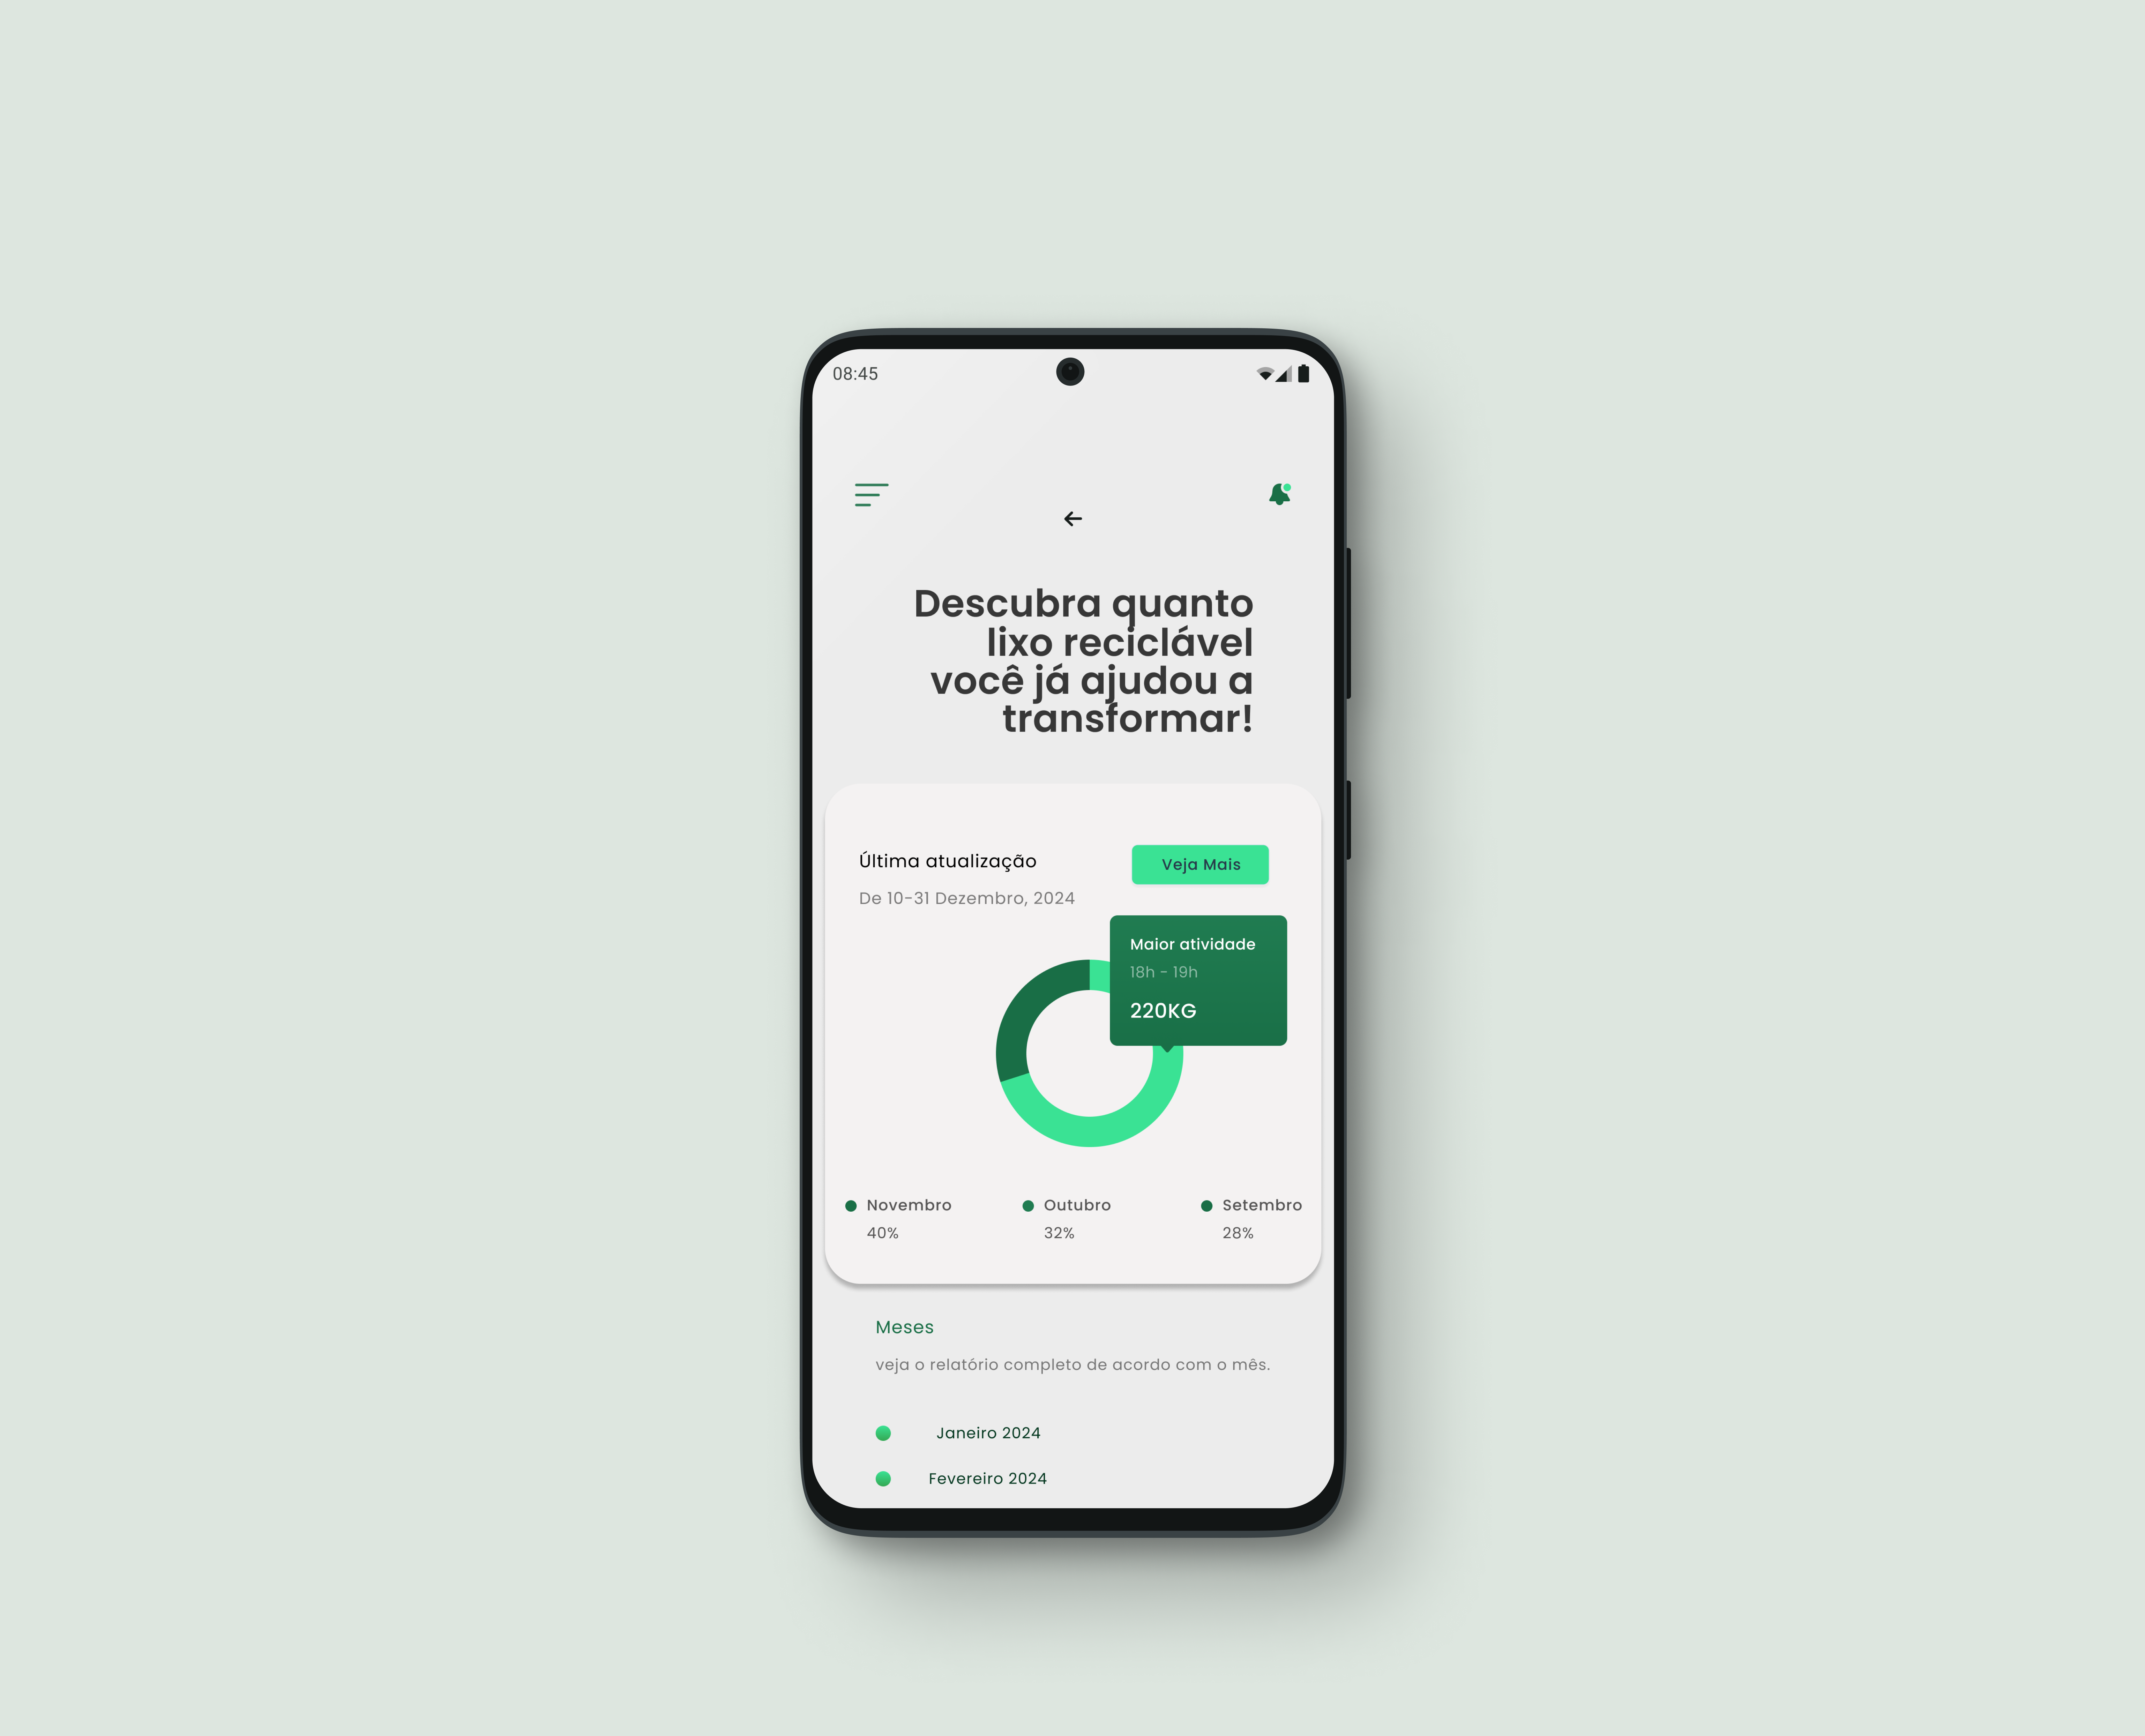 08:45
Descubra quanto
lixo reciclável
você já ajudou a
transformar!
Última atualização
Veja Mais
De 10-31 Dezembro, 2024
Maior atividade
18h - 19h
220KG
Novembro
40%
Outubro
32%
Setembro
28%
Meses
veja o relatório completo de acordo com o mês.
Janeiro 2024
Fevereiro 2024